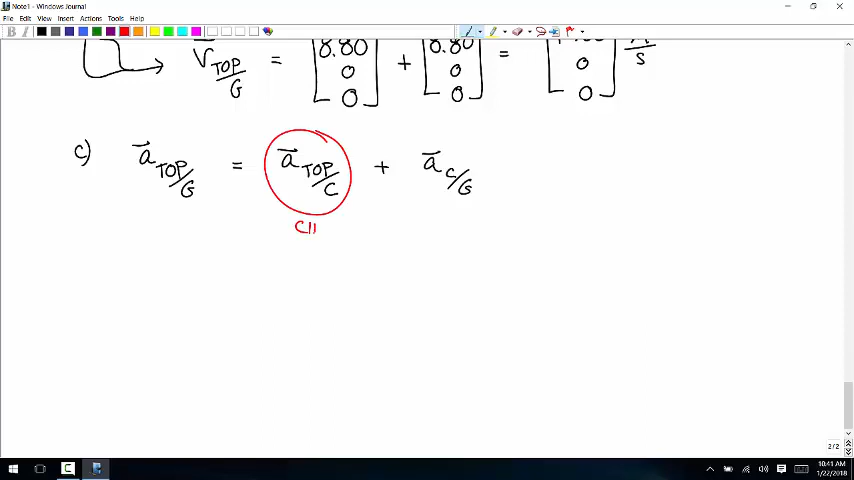 Note1 - Windows Journal
File Edit View Insert Actions Tools Help
B I
V⃗ TOP/G = [8.80 0 0] + [8.80 0 0] = [ 0 0] /s
c) a⃗ TOP/G = a⃗ TOP/C + a⃗ C/G
CII
2/2
10:41 AM
1/22/2018